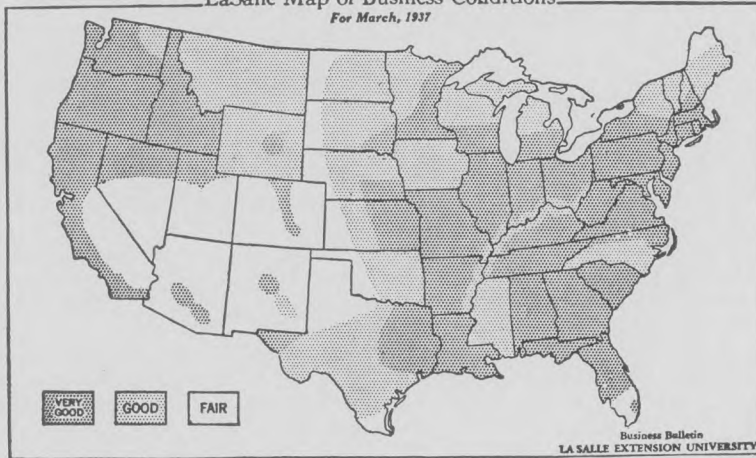 LaSalle Map of Business Conditions
For March, 1937
VERY GOOD
GOOD
FAIR
Business Bulletin
LA SALLE EXTENSION UNIVERSITY